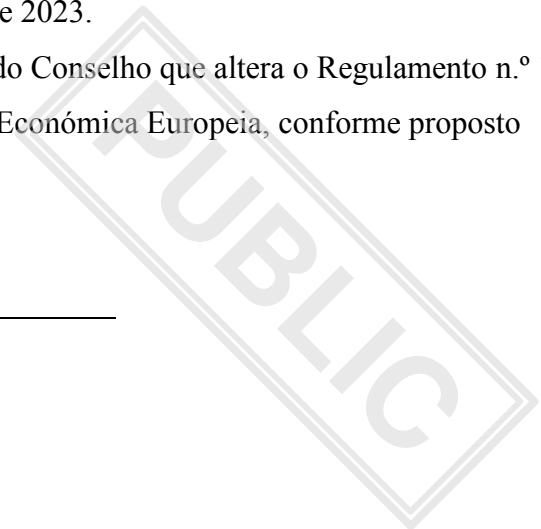 e 2023.
do Conselho que altera o Regulamento n.º
Económica Europeia, conforme proposto
PUBLIC